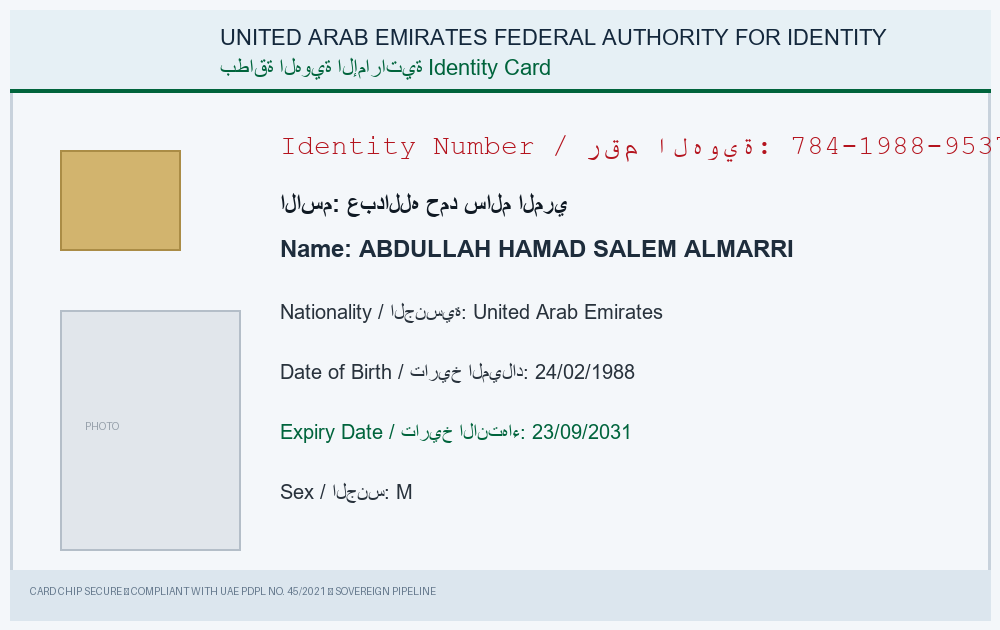 UNITED ARAB EMIRATES FEDERAL AUTHORITY FOR IDENTITY
بطاقة الهوية الإماراتية Identity Card
Identity Number / رقم الهوية: 784-1988-953
الاسم: عبدالله حمد سالم المري
Name: ABDULLAH HAMAD SALEM ALMARRI
Nationality / الجنسية: United Arab Emirates
Date of Birth / تاريخ الميلاد: 24/02/1988
Expiry Date / تاريخ الانتهاء: 23/09/2031
PHOTO
Sex / الجنس: M
CARD CHIP SECURE COMPLIANT WITH UAE PDPL NO. 45/2021 SOVEREIGN PIPELINE